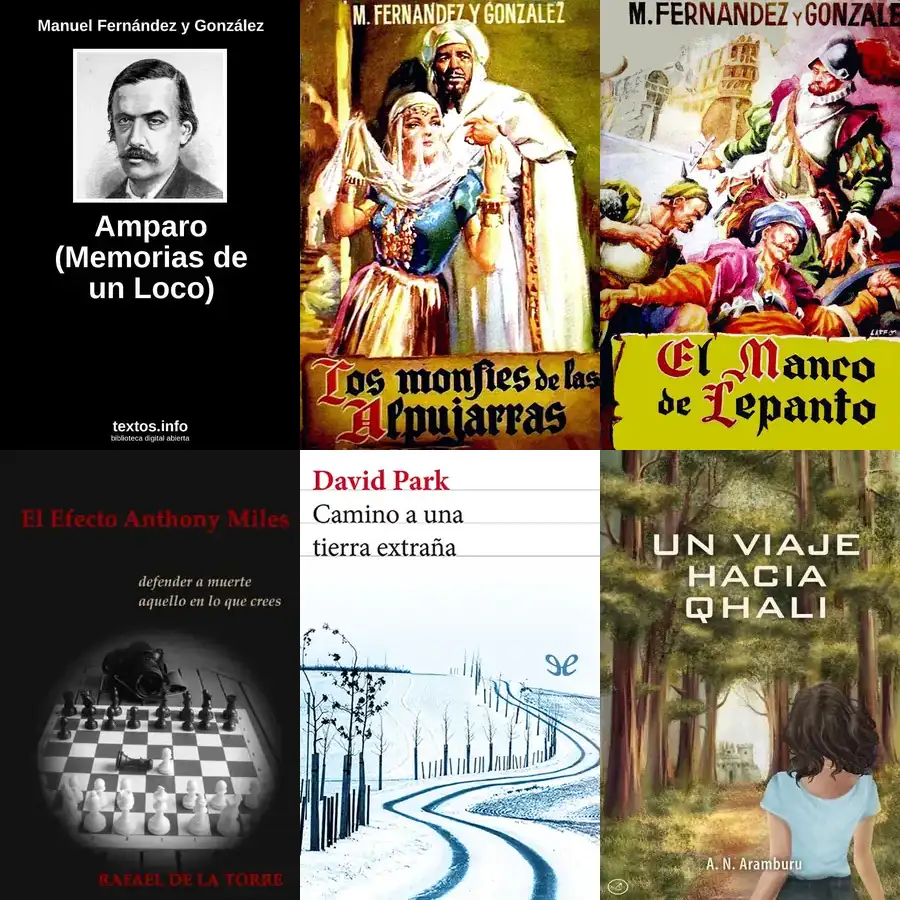 Manuel Fernández y González
Amparo
(Memorias de
un Loco)
textos.info
biblioteca digital abierta
M. FERNANDEZ Y GONZALEZ
Los monfies de las
Alpujarras
M. FERNANDEZ Y GONZALE
El Manco
de Lepanto
El Efecto Anthony Miles
defender a muerte
aquello en lo que crees
RAFAEL DE LA TORRE
David Park
Camino a una
tierra extraña
UN VIAJE
HACIA
QHALI
A. N. Aramburu